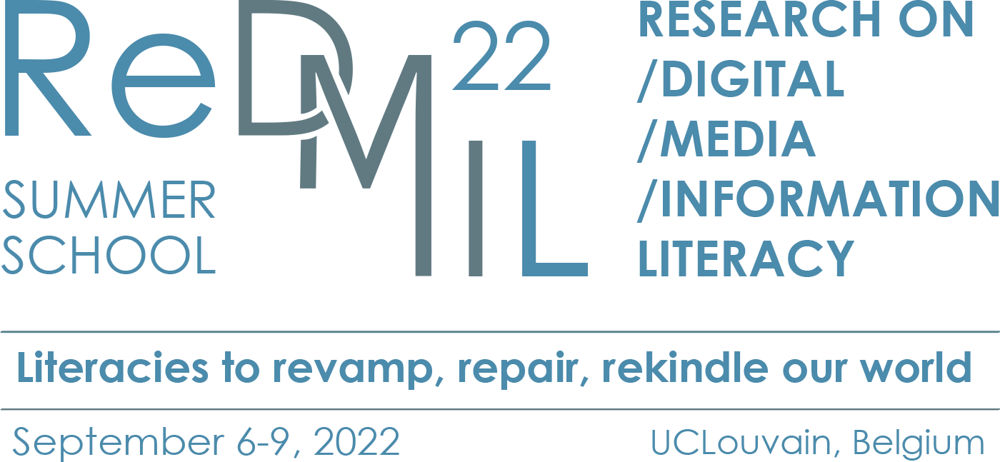 ReDMIL 22
SUMMER
SCHOOL
RESEARCH ON
/DIGITAL
/MEDIA
/INFORMATION
LITERACY
Literacies to revamp, repair, rekindle our world
September 6-9, 2022
UCLouvain, Belgium